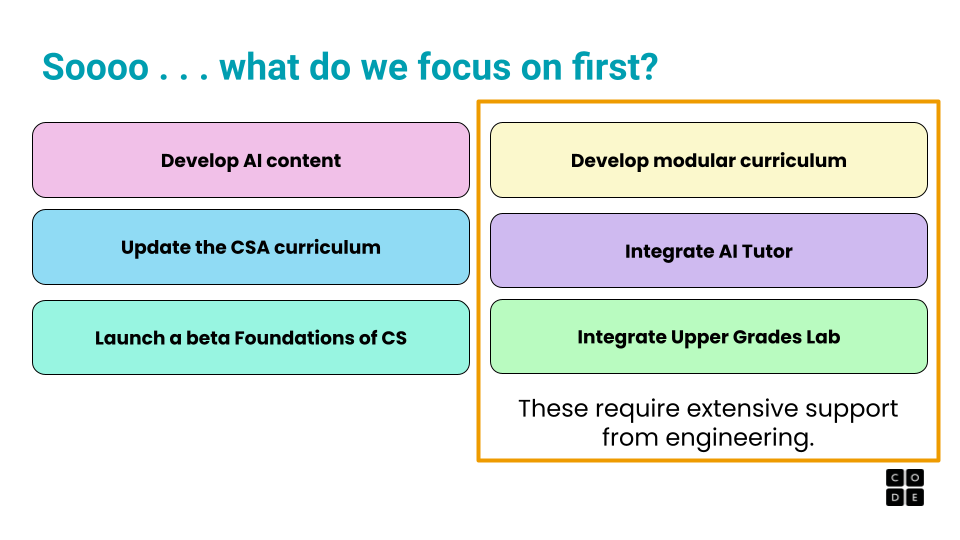 Soooo . . . what do we focus on first?
Develop AI content
Update the CSA curriculum
Launch a beta Foundations of CS
Develop modular curriculum
Integrate AI Tutor
Integrate Upper Grades Lab
These require extensive support
from engineering.
C O
D E